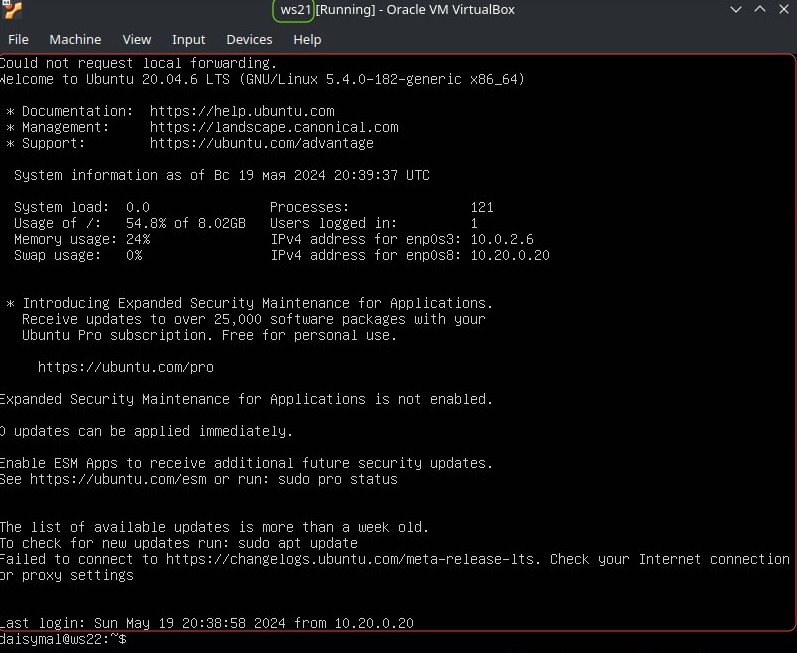 ws21 [Running] - Oracle VM VirtualBox
File Machine View Input Devices Help
Could not request local forwarding.
Welcome to Ubuntu 20.04.6 LTS (GNU/Linux 5.4.0-182-generic x86_64)
* Documentation: https://help.ubuntu.com
* Management: https://landscape.canonical.com
* Support: https://ubuntu.com/advantage
System information as of Вс 19 мая 2024 20:39:37 UTC
System load: 0.0 Processes: 121
Usage of /: 54.8% of 8.02GB Users logged in: 1
Memory usage: 24% IPv4 address for enp0s3: 10.0.2.6
Swap usage: 0% IPv4 address for enp0s8: 10.20.0.20
* Introducing Expanded Security Maintenance for Applications.
Receive updates to over 25,000 software packages with your
Ubuntu Pro subscription. Free for personal use.
https://ubuntu.com/pro
Expanded Security Maintenance for Applications is not enabled.
0 updates can be applied immediately.
Enable ESM Apps to receive additional future security updates.
See https://ubuntu.com/esm or run: sudo pro status
The list of available updates is more than a week old.
To check for new updates run: sudo apt update
Failed to connect to https://changelogs.ubuntu.com/meta-release-lts. Check your Internet connection
or proxy settings
Last login: Sun May 19 20:38:58 2024 from 10.20.0.20
daisymal@ws22:~$